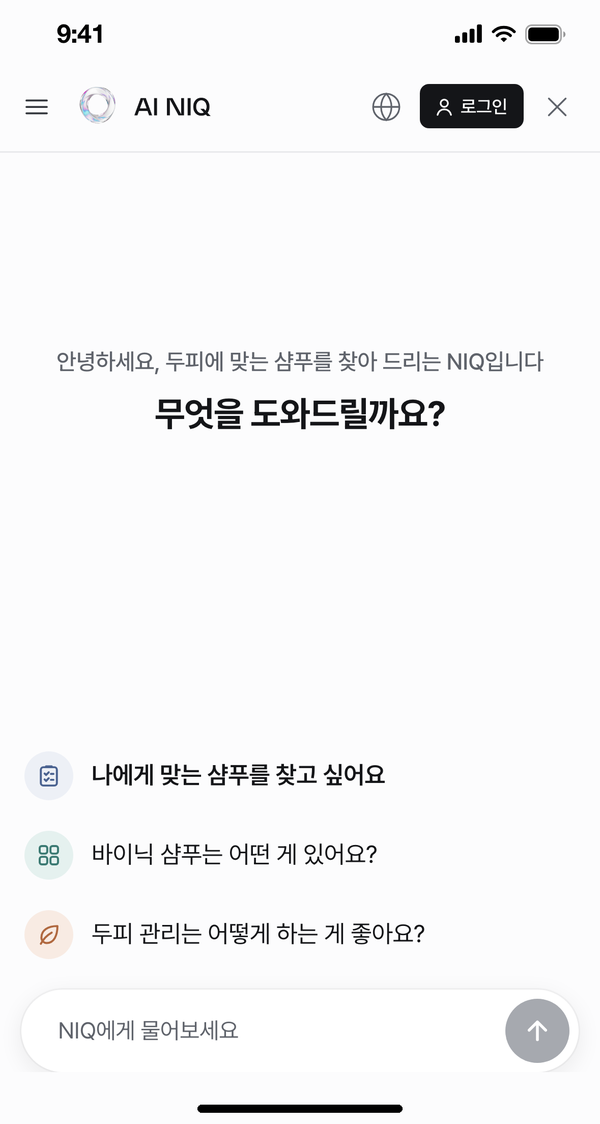 9:41
AI NIQ
로그인
안녕하세요, 두피에 맞는 샴푸를 찾아 드리는 NIQ입니다
무엇을 도와드릴까요?
나에게 맞는 샴푸를 찾고 싶어요
바이닉 샴푸는 어떤 게 있어요?
두피 관리는 어떻게 하는 게 좋아요?
NIQ에게 물어보세요